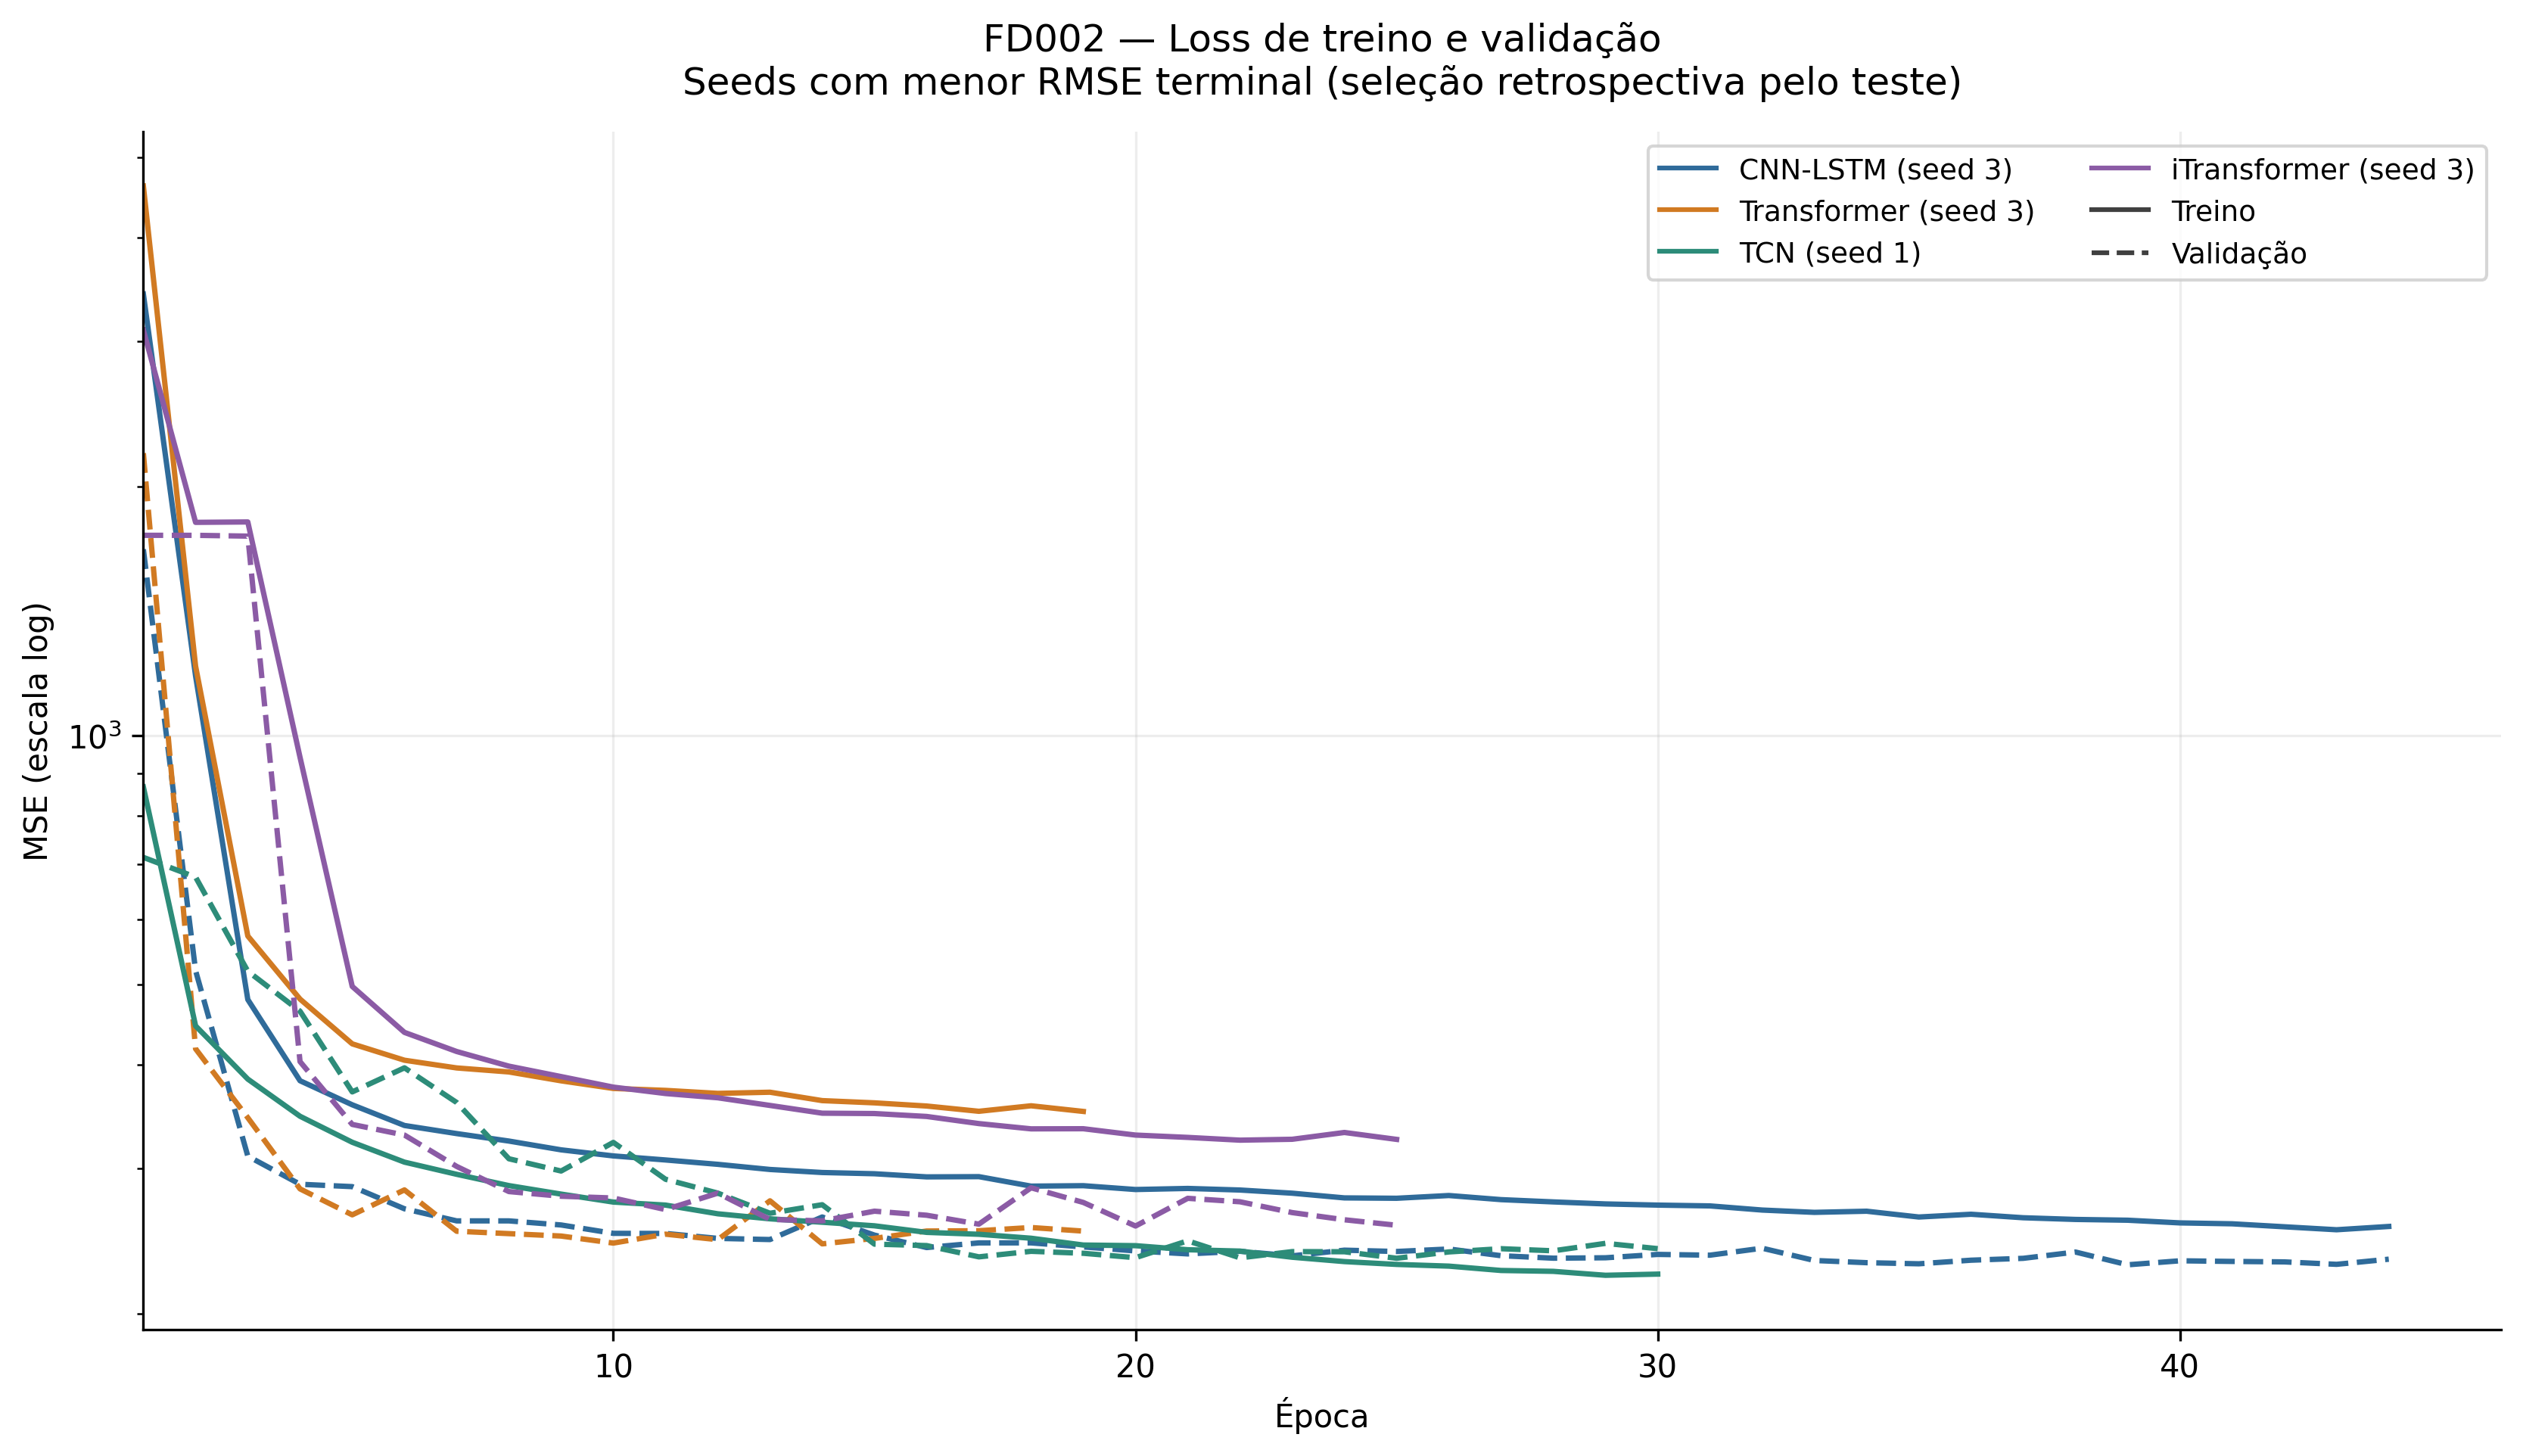 FD002 — Loss de treino e validação
Seeds com menor RMSE terminal (seleção retrospectiva pelo teste)
CNN-LSTM (seed 3)
Transformer (seed 3)
TCN (seed 1)
iTransformer (seed 3)
Treino
Validação
MSE (escala log)
10³
10
20
30
40
Época